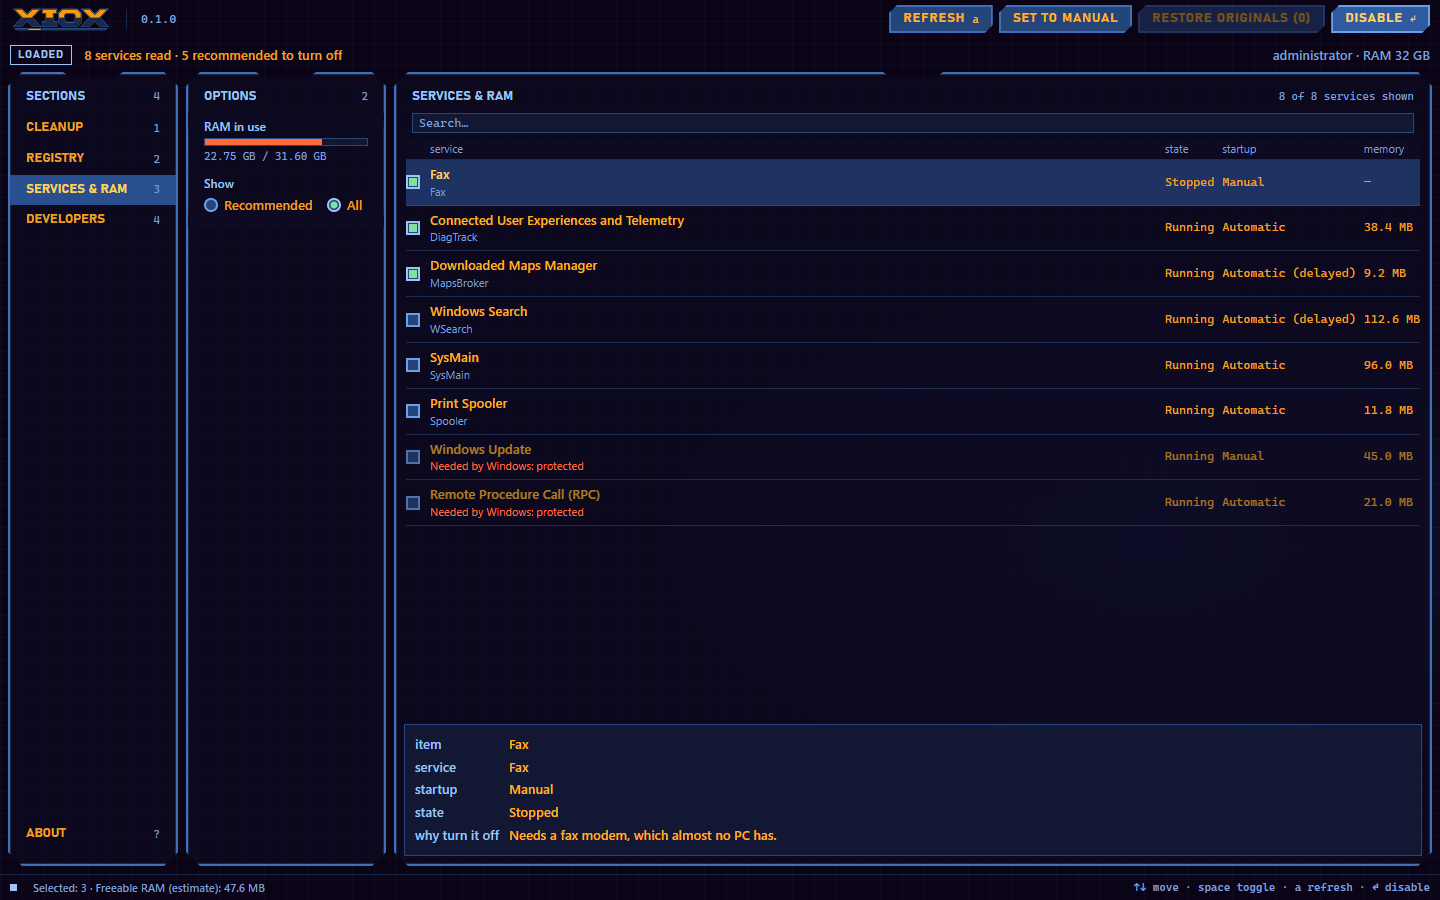 XIOX 0.1.0 REFRESH a SET TO MANUAL RESTORE ORIGINALS (0) DISABLE ↲
LOADED 8 services read · 5 recommended to turn off administrator · RAM 32 GB
SECTIONS 4
CLEANUP 1
REGISTRY 2
SERVICES & RAM 3
DEVELOPERS 4
ABOUT ?
OPTIONS 2
RAM in use
22.75 GB / 31.60 GB
Show
Recommended All
SERVICES & RAM 8 of 8 services shown
Search…
service state startup memory
Fax
Fax
Stopped Manual —
Connected User Experiences and Telemetry
DiagTrack
Running Automatic 38.4 MB
Downloaded Maps Manager
MapsBroker
Running Automatic (delayed) 9.2 MB
Windows Search
WSearch
Running Automatic (delayed) 112.6 MB
SysMain
SysMain
Running Automatic 96.0 MB
Print Spooler
Spooler
Running Automatic 11.8 MB
Windows Update
Needed by Windows: protected
Running Manual 45.0 MB
Remote Procedure Call (RPC)
Needed by Windows: protected
Running Automatic 21.0 MB
item Fax
service Fax
startup Manual
state Stopped
why turn it off Needs a fax modem, which almost no PC has.
Selected: 3 · Freeable RAM (estimate): 47.6 MB ↑↓ move · space toggle · a refresh · ↲ disable